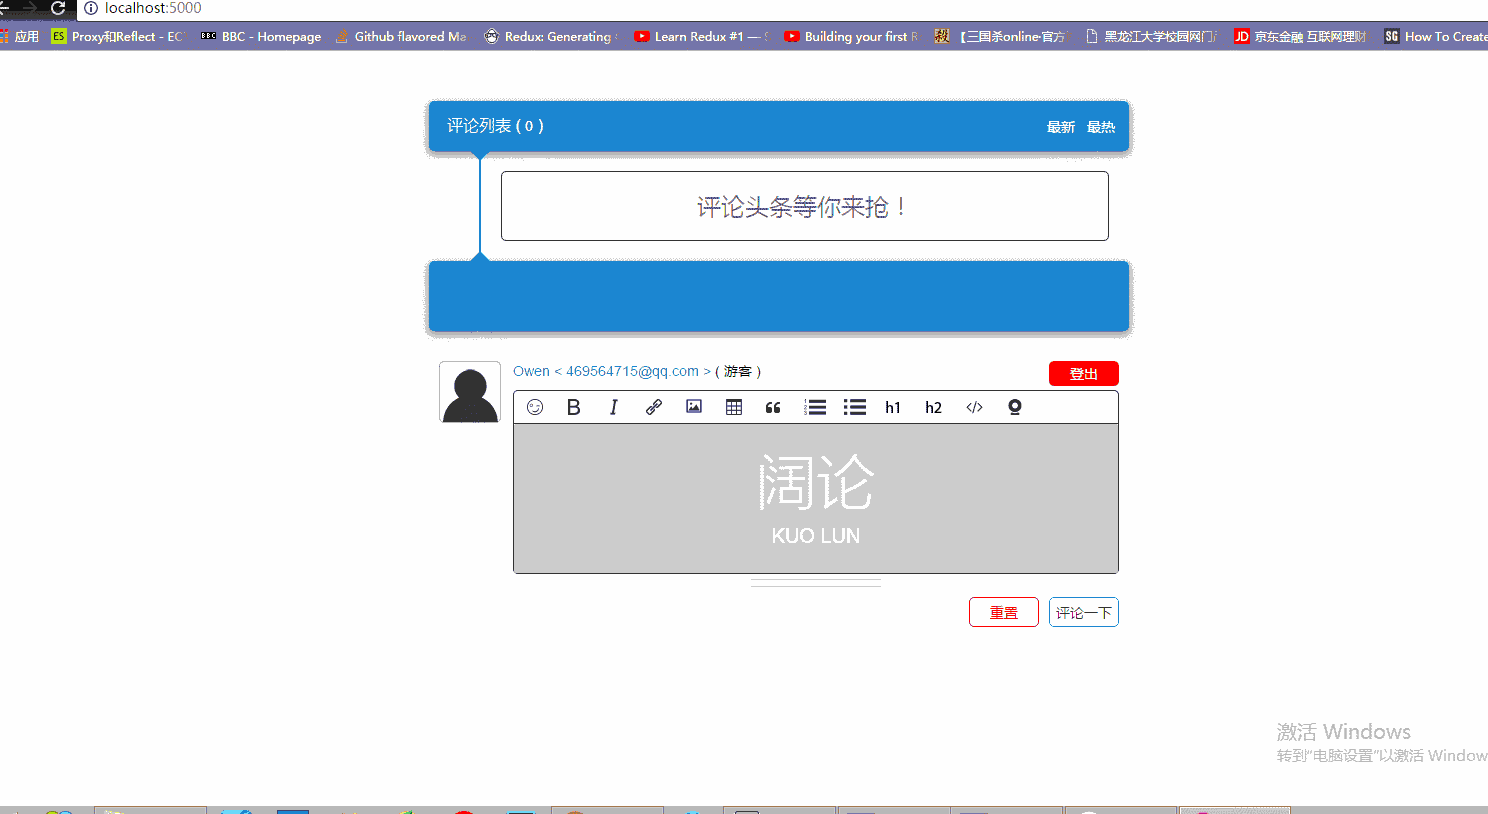 localhost:5000
应用 ES Proxy和Reflect - EC BBC BBC - Homepage Github flavored Ma Redux: Generating Learn Redux #1 — Building your first R 【三国杀online·官方 黑龙江大学校园网门 JD 京东金融 互联网理财 SG How To Create
评论列表 ( 0 ) 最新 最热
评论头条等你来抢！
Owen < 469564715@qq.com > ( 游客 ) 登出
B I h1 h2 </>
阔论
KUO LUN
重置 评论一下
激活 Windows
转到"电脑设置"以激活 Window